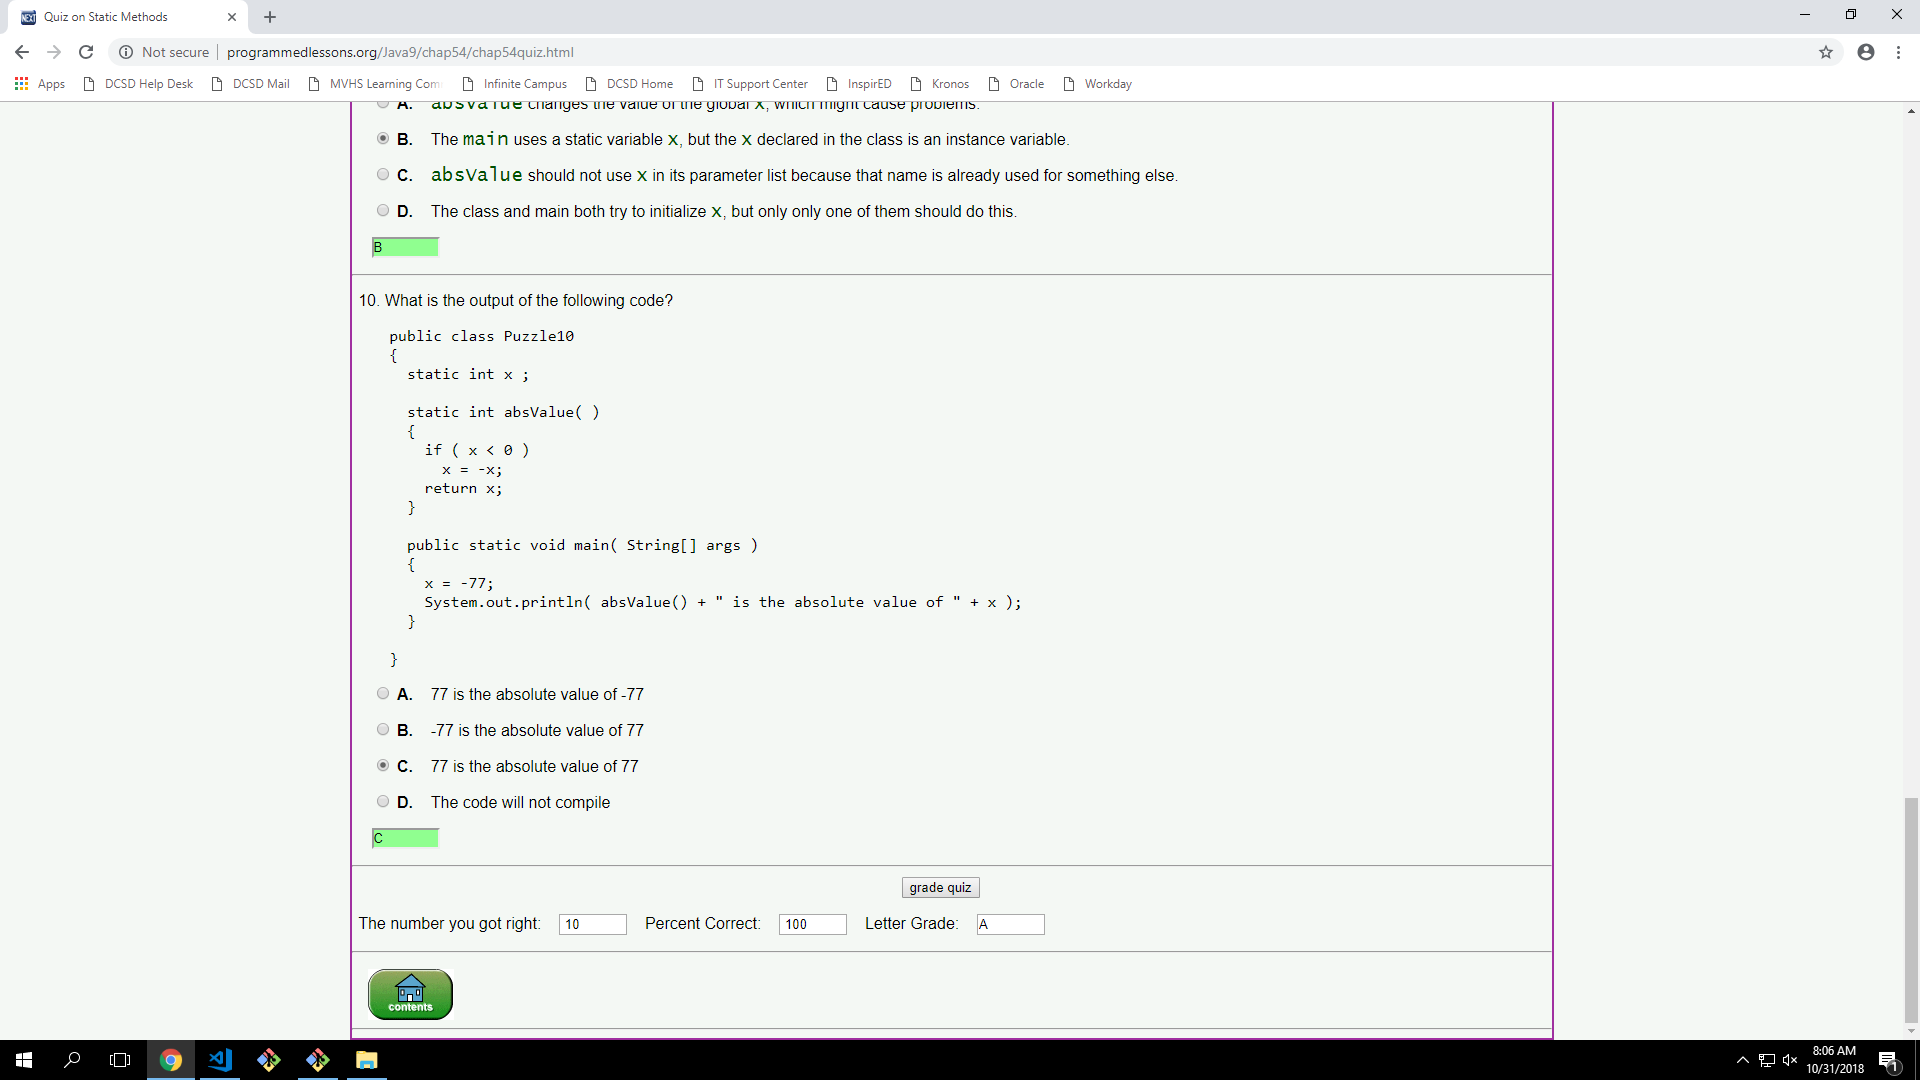 Quiz on Static Methods
Not secure | programmedlessons.org/Java9/chap54/chap54quiz.html
Apps DCSD Help Desk DCSD Mail MVHS Learning Com Infinite Campus DCSD Home IT Support Center InspirED Kronos Oracle Workday
A. absValue changes the value of the global x, which might cause problems.
B. The main uses a static variable x, but the x declared in the class is an instance variable.
C. absValue should not use x in its parameter list because that name is already used for something else.
D. The class and main both try to initialize x, but only only one of them should do this.
B
10. What is the output of the following code?
public class Puzzle10
{
static int x ;
static int absValue( )
{
if ( x < 0 )
x = -x;
return x;
}
public static void main( String[] args )
{
x = -77;
System.out.println( absValue() + " is the absolute value of " + x );
}
}
A. 77 is the absolute value of -77
B. -77 is the absolute value of 77
C. 77 is the absolute value of 77
D. The code will not compile
C
grade quiz
The number you got right: 10 Percent Correct: 100 Letter Grade: A
contents
8:06 AM
10/31/2018
1